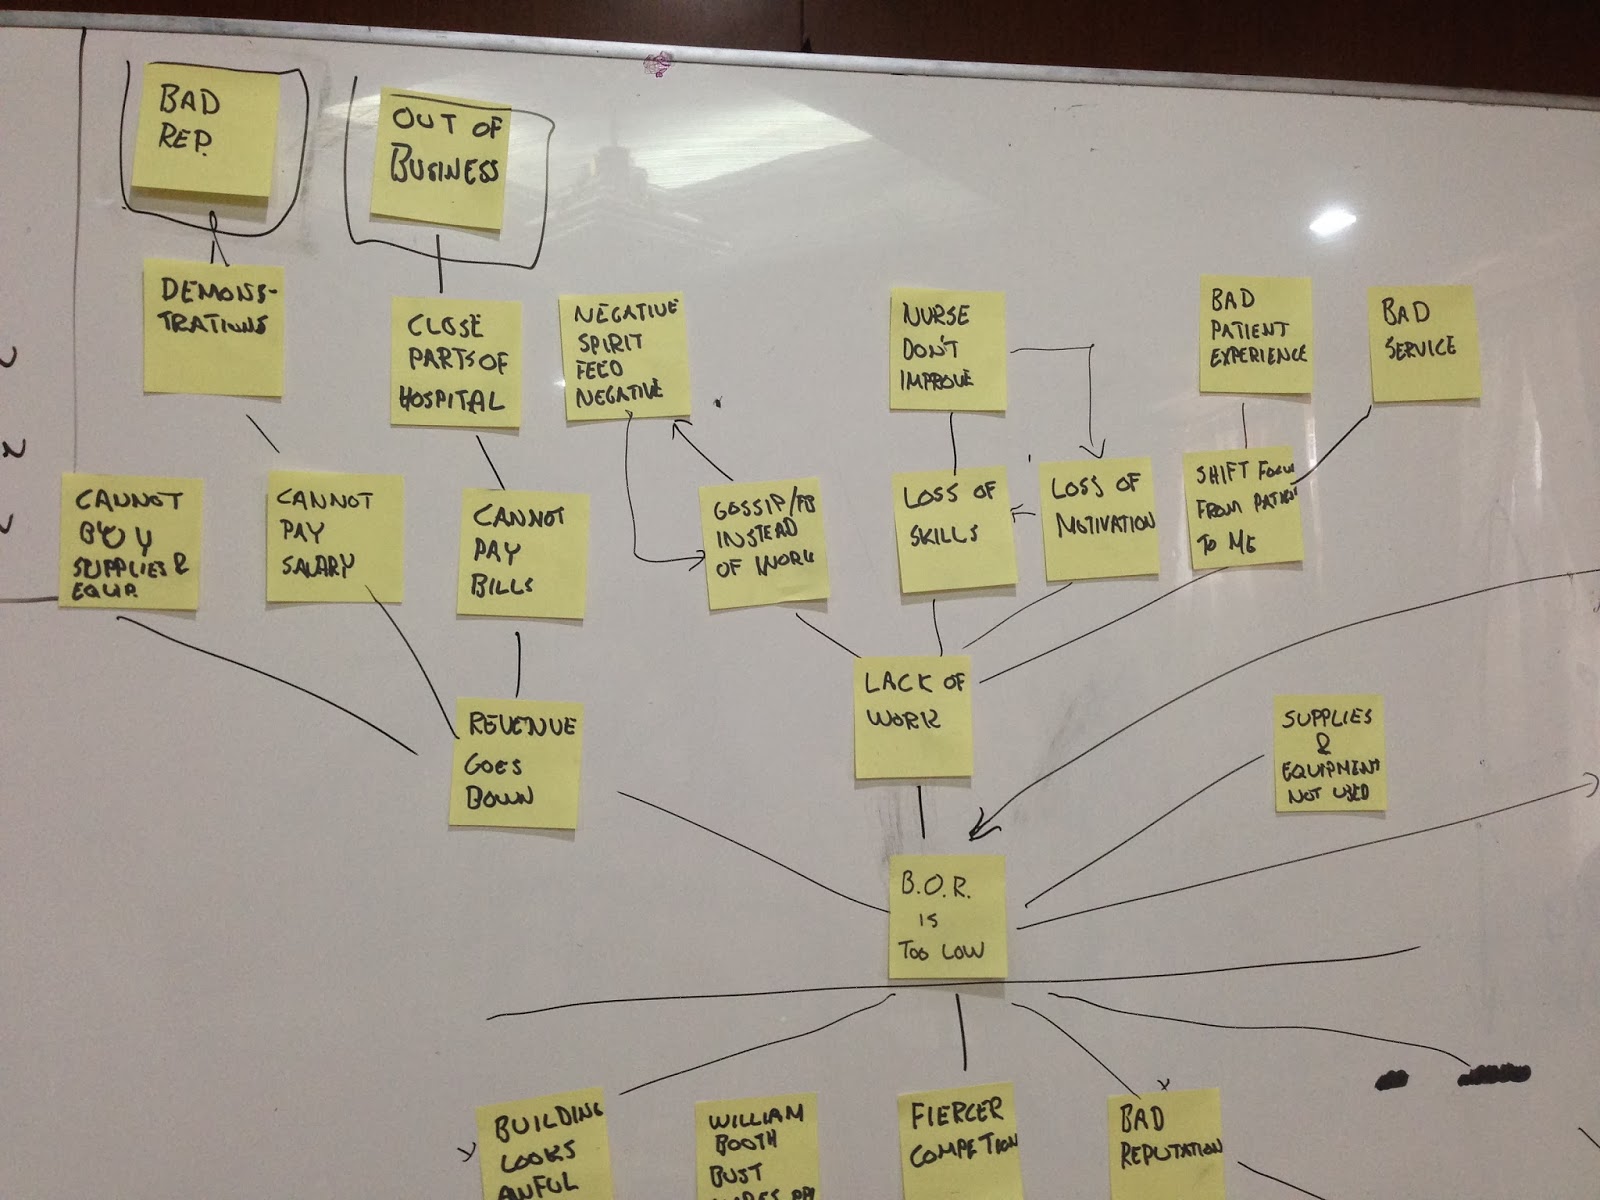 BAD
REP.
OUT OF
BUSINESS
DEMONS-
TRATIONS
CLOSE
PARTS OF
HOSPITAL
NEGATIVE
SPIRIT
FEED
NEGATIVE
NURSE
DON'T
IMPROVE
BAD
PATIENT
EXPERIENCE
BAD
SERVICE
CANNOT
BUY
SUPPLIES &
EQUIP.
CANNOT
PAY
SALARY
CANNOT
PAY
BILLS
GOSSIP/FB
INSTEAD
OF WORK
LOSS OF
SKILLS
LOSS OF
MOTIVATION
SHIFT FOCUS
FROM PATIENT
TO ME
LACK OF
WORK
REVENUE
GOES
DOWN
SUPPLIES
&
EQUIPMENT
NOT USED
B.O.R.
IS
TOO LOW
BUILDING
LOOKS
AWFUL
WILLIAM
BOOTH
BUST
FIERCER
COMPETION
BAD
REPUTATION